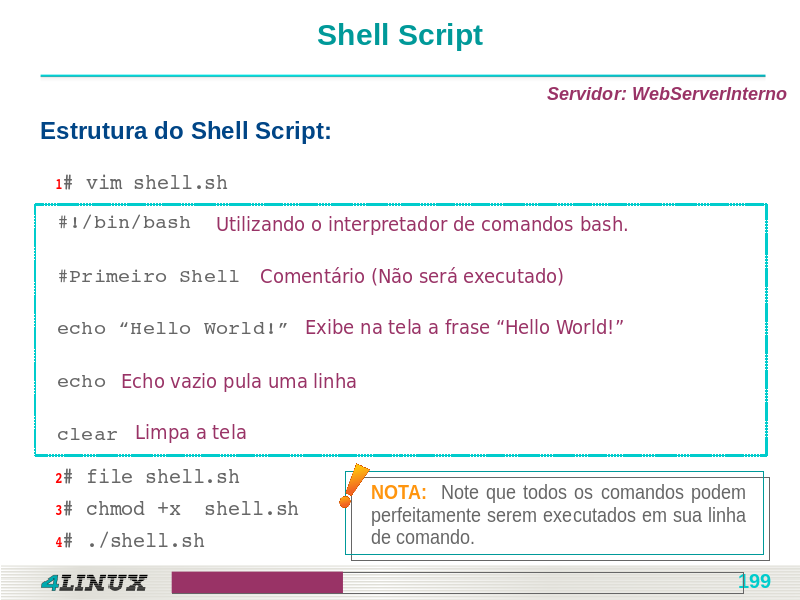 Shell Script
Servidor: WebServerInterno
Estrutura do Shell Script:
1# vim shell.sh
#!/bin/bash Utilizando o interpretador de comandos bash.
#Primeiro Shell Comentário (Não será executado)
echo “Hello World!” Exibe na tela a frase “Hello World!”
echo Echo vazio pula uma linha
clear Limpa a tela
2# file shell.sh
3# chmod +x  shell.sh
4# ./shell.sh
NOTA: Note que todos os comandos podem
perfeitamente serem executados em sua linha
de comando.
4LINUX
199